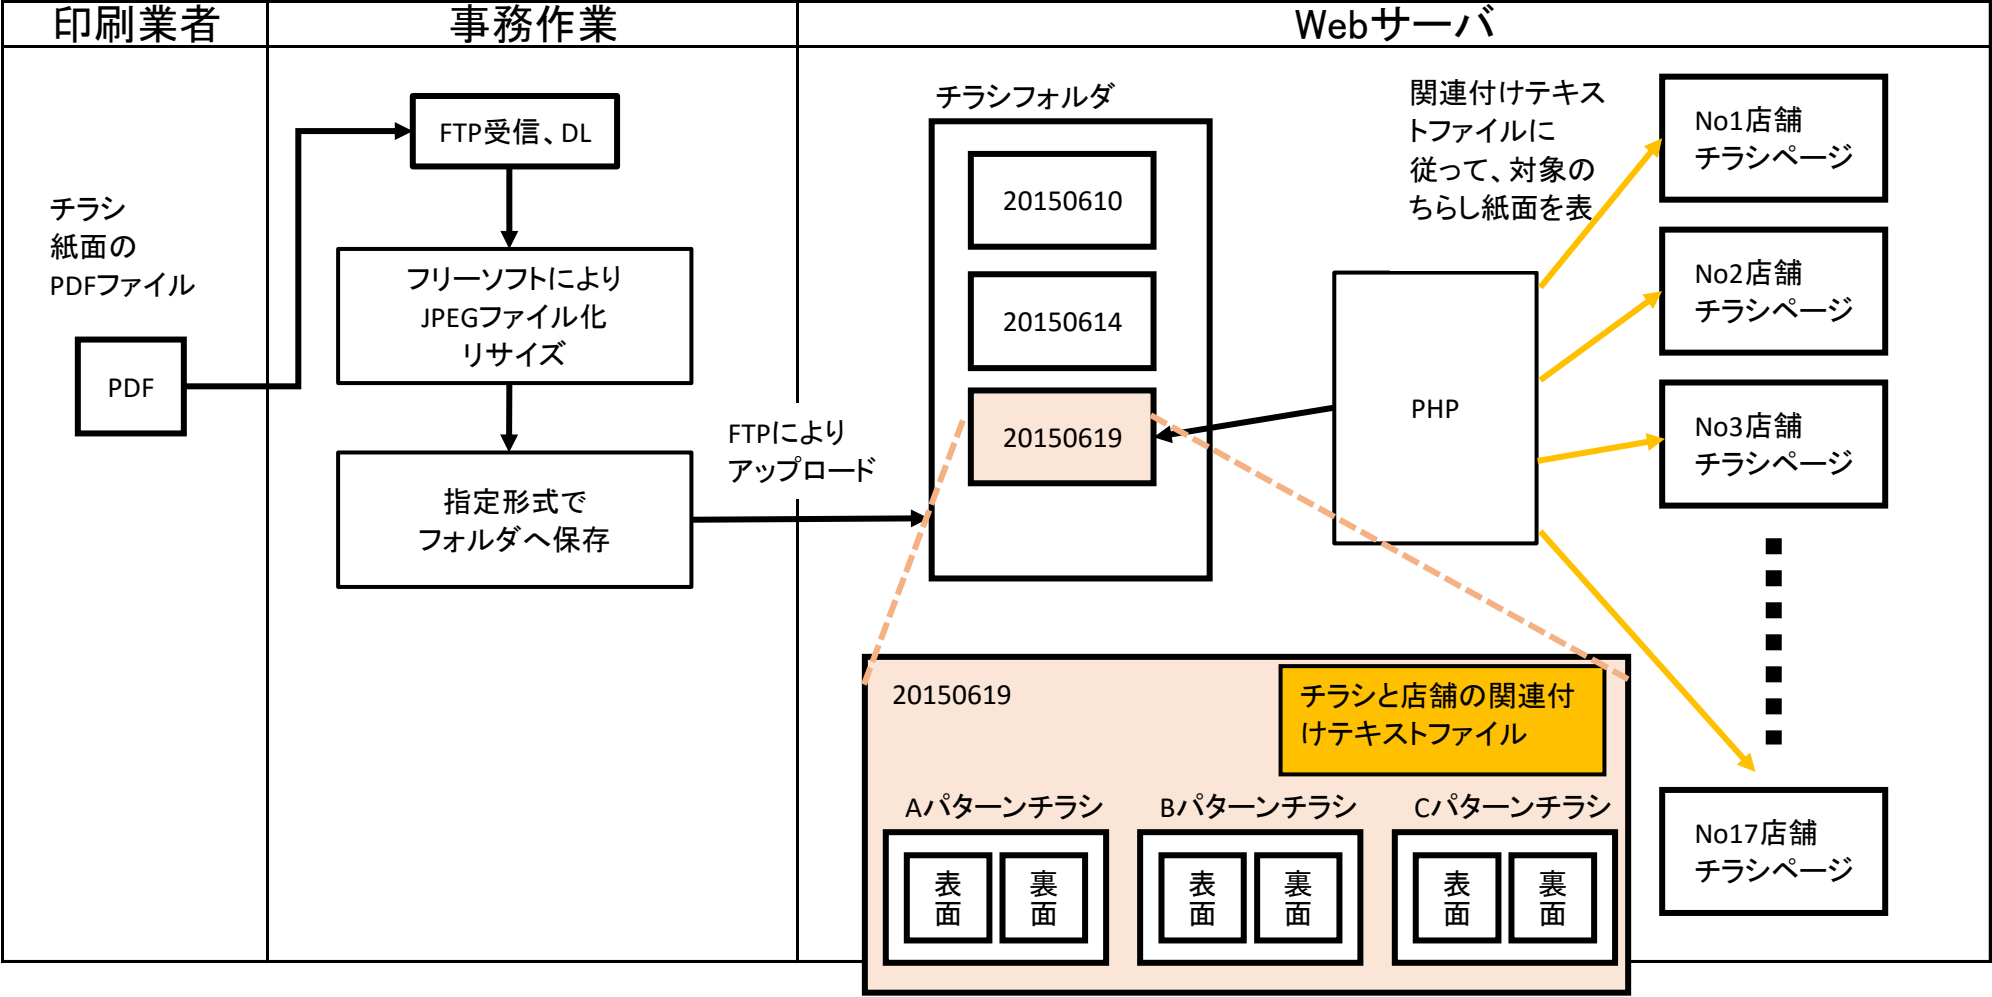 印刷業者
事務作業
Webサーバ
チラシ
紙面の
PDFファイル
PDF
FTP受信、DL
フリーソフトにより
JPEGファイル化
リサイズ
指定形式で
フォルダへ保存
FTPにより
アップロード
チラシフォルダ
20150610
20150614
20150619
関連付けテキス
トファイルに
従って、対象の
ちらし紙面を表
PHP
No1店舗
チラシページ
No2店舗
チラシページ
No3店舗
チラシページ
No17店舗
チラシページ
20150619
チラシと店舗の関連付
けテキストファイル
Aパターンチラシ
表
面
裏
面
Bパターンチラシ
表
面
裏
面
Cパターンチラシ
表
面
裏
面